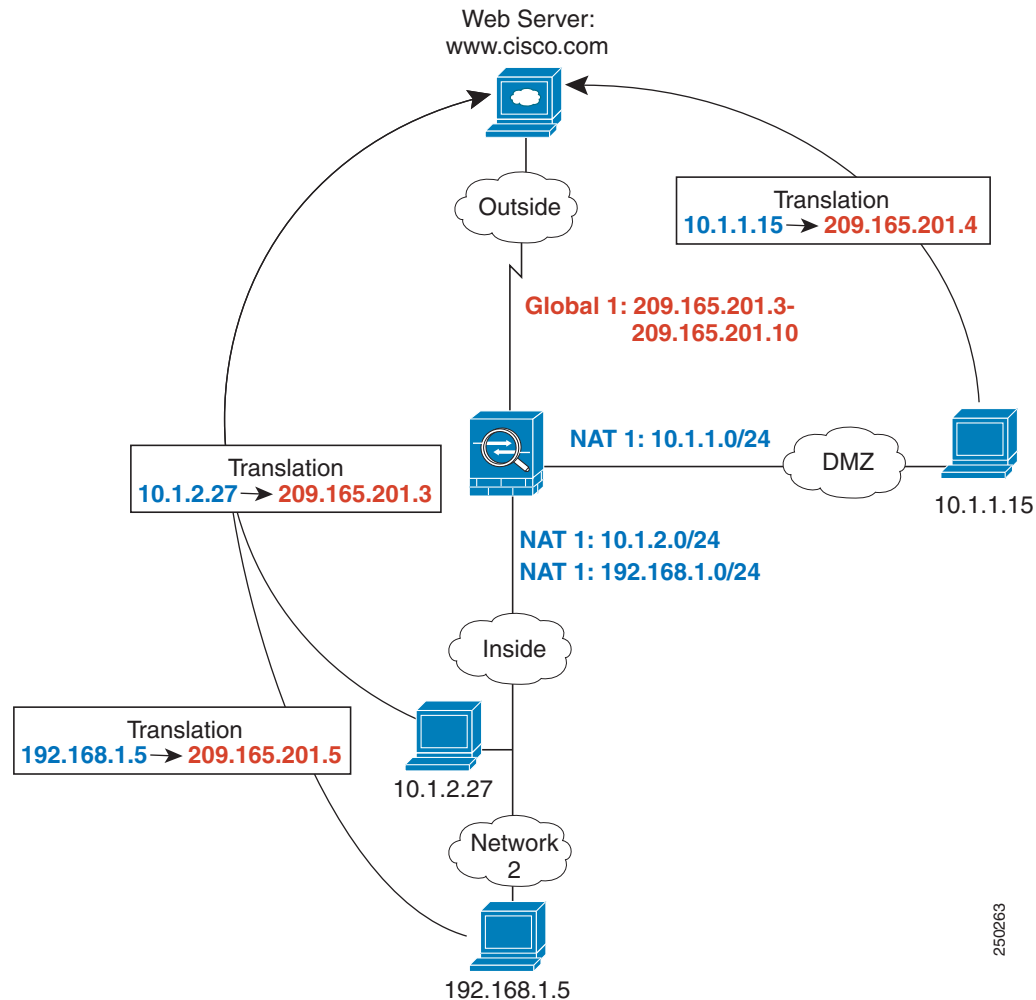 Web Server:
www.cisco.com
Outside
Translation
10.1.1.15 → 209.165.201.4
Global 1: 209.165.201.3-
209.165.201.10
NAT 1: 10.1.1.0/24
DMZ
10.1.1.15
Translation
10.1.2.27 → 209.165.201.3
NAT 1: 10.1.2.0/24
NAT 1: 192.168.1.0/24
Inside
Translation
192.168.1.5 → 209.165.201.5
10.1.2.27
Network
2
192.168.1.5
250263